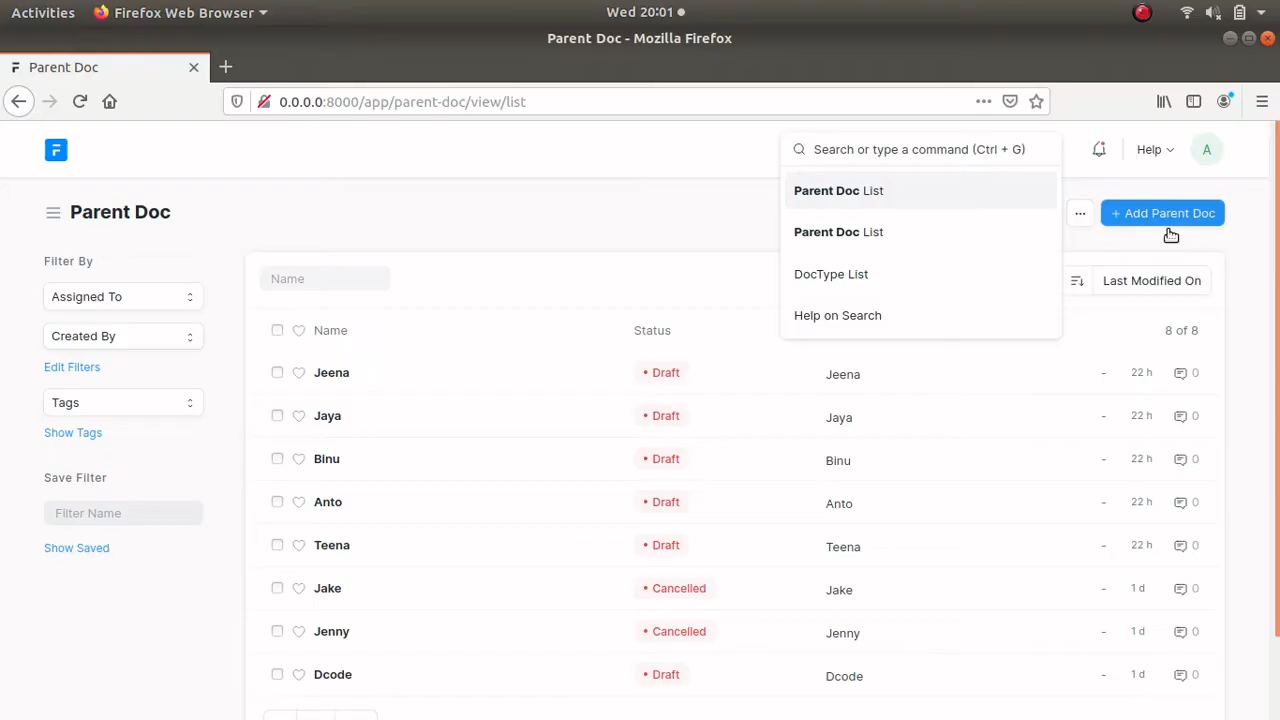 Activities Firefox Web Browser Wed 20:01
Parent Doc - Mozilla Firefox
Parent Doc
0.0.0.0:8000/app/parent-doc/view/list
Search or type a command (Ctrl + G) Help A
Parent Doc List
Parent Doc ... + Add Parent Doc
Parent Doc List
Filter By
DocType List
Name Last Modified On
Assigned To
Help on Search
Name Status 8 of 8
Created By
Edit Filters
Jeena Draft Jeena - 22 h 0
Tags
Jaya Draft Jaya - 22 h 0
Show Tags
Binu Draft Binu - 22 h 0
Save Filter
Anto Draft Anto - 22 h 0
Filter Name
Teena Draft Teena - 22 h 0
Show Saved
Jake Cancelled Jake - 1 d 0
Jenny Cancelled Jenny - 1 d 0
Dcode Draft Dcode - 1 d 0